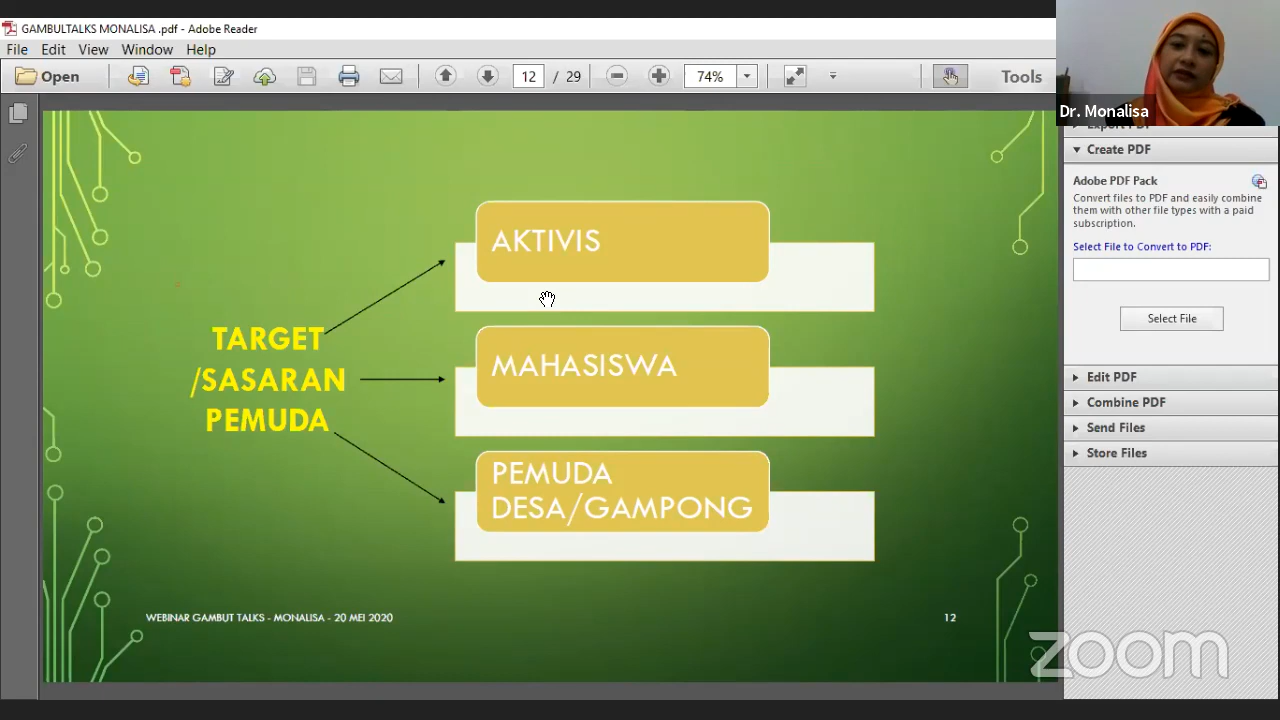 GAMBULTALKS MONALISA .pdf - Adobe Reader
File Edit View Window Help
Open 12 / 29 74% Tools
Dr. Monalisa
Create PDF
Adobe PDF Pack
Convert files to PDF and easily combine
them with other file types with a paid
subscription.
Select File to Convert to PDF:
Select File
Edit PDF
Combine PDF
Send Files
Store Files
AKTIVIS
TARGET
/SASARAN
PEMUDA
MAHASISWA
PEMUDA
DESA/GAMPONG
WEBINAR GAMBUT TALKS - MONALISA - 20 MEI 2020
12
zoom